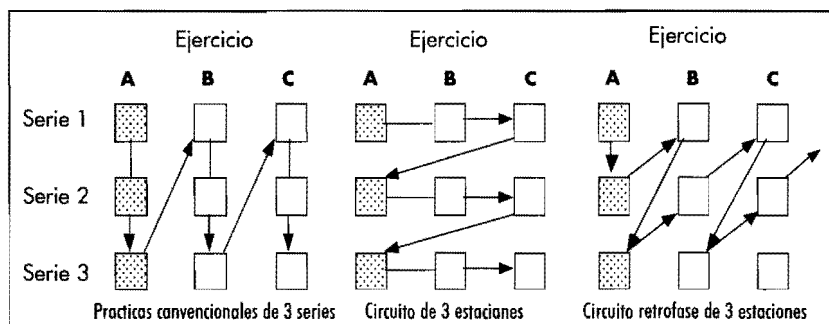 Ejercicio Ejercicio Ejercicio
A B C A B C A B C
Serie 1
Serie 2
Serie 3
Practicas canvencionales de 3 series Circuito de 3 estacianes Circuito retrofase de 3 estaciones